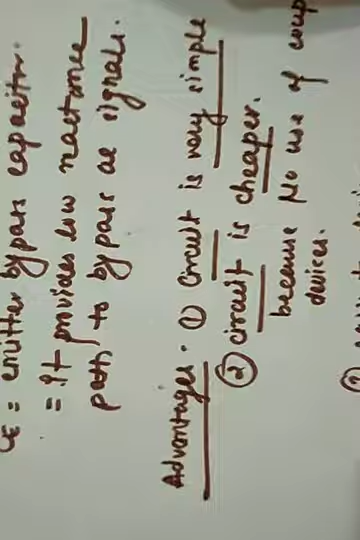 CE = emitter bypass capacitor.
= it provides low reactance
path to bypass ac signals.
Advantages. ① circuit is very simple
② circuit is cheaper.
because No use of coup
devices.